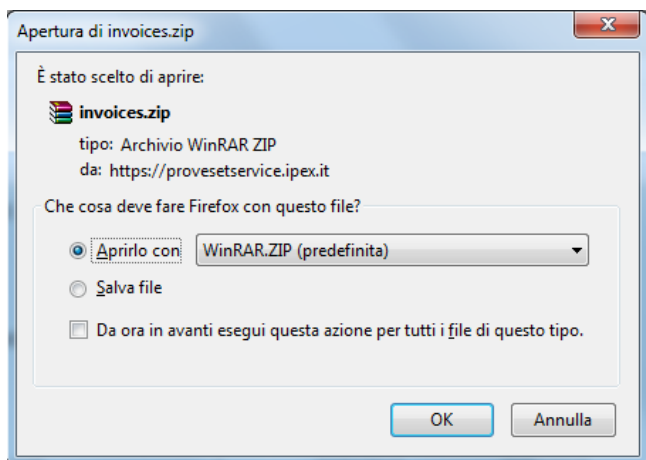 Apertura di invoices.zip
È stato scelto di aprire:
invoices.zip
tipo: Archivio WinRAR ZIP
da: https://provesetservice.ipex.it
Che cosa deve fare Firefox con questo file?
Aprirlo con WinRAR.ZIP (predefinita)
Salva file
Da ora in avanti esegui questa azione per tutti i file di questo tipo.
OK Annulla